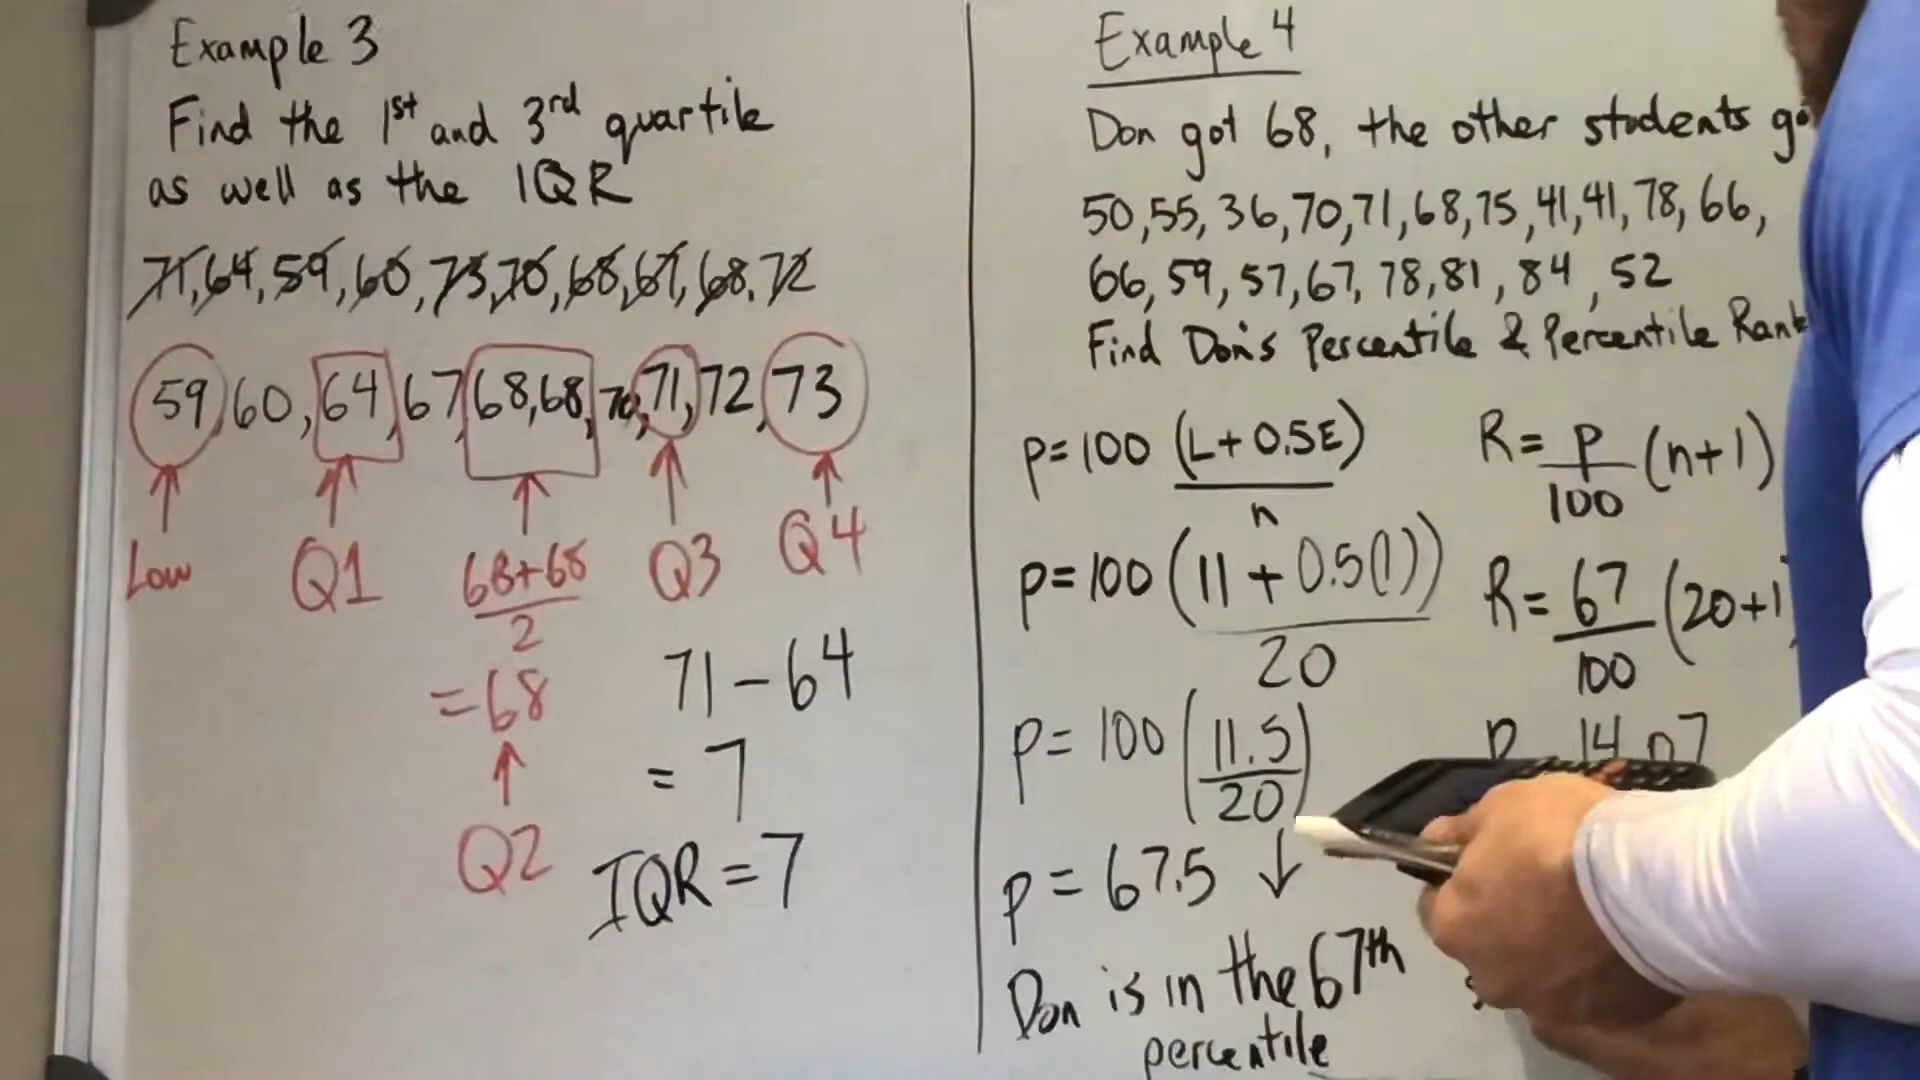 Example 3
Find the 1st and 3rd quartile
as well as the IQR
71, 64, 59, 60, 73, 70, 68, 67, 68, 72
59, 60, 64, 67, 68, 68, 70, 71, 72, 73
Low
Q1
68+68
2
= 68
Q2
Q3
Q4
71 - 64
= 7
IQR = 7
Example 4
Don got 68, the other students go
50, 55, 36, 70, 71, 68, 75, 41, 41, 78, 66,
66, 59, 57, 67, 78, 81, 84, 52
Find Don's Percentile & Percentile Rank
P = 100 (L + 0.5E)
n
P = 100 (11 + 0.5(1))
20
P = 100 (11.5
20)
P = 67.5 ↓
Don is in the 67th
percentile
R = P (n+1)
100
R = 67 (20+1
100